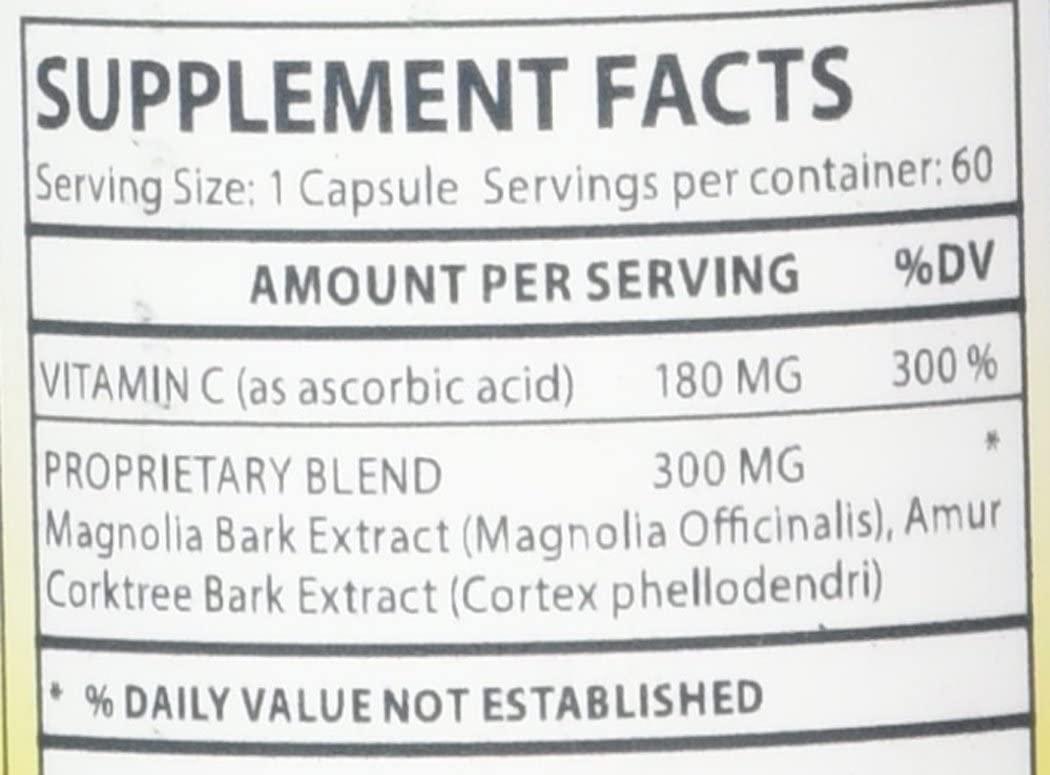 SUPPLEMENT FACTS
Serving Size: 1 Capsule Servings per container: 60
AMOUNT PER SERVING %DV
VITAMIN C (as ascorbic acid) 180 MG 300 %
PROPRIETARY BLEND 300 MG *
Magnolia Bark Extract (Magnolia Officinalis), Amur
Corktree Bark Extract (Cortex phellodendri)
* % DAILY VALUE NOT ESTABLISHED